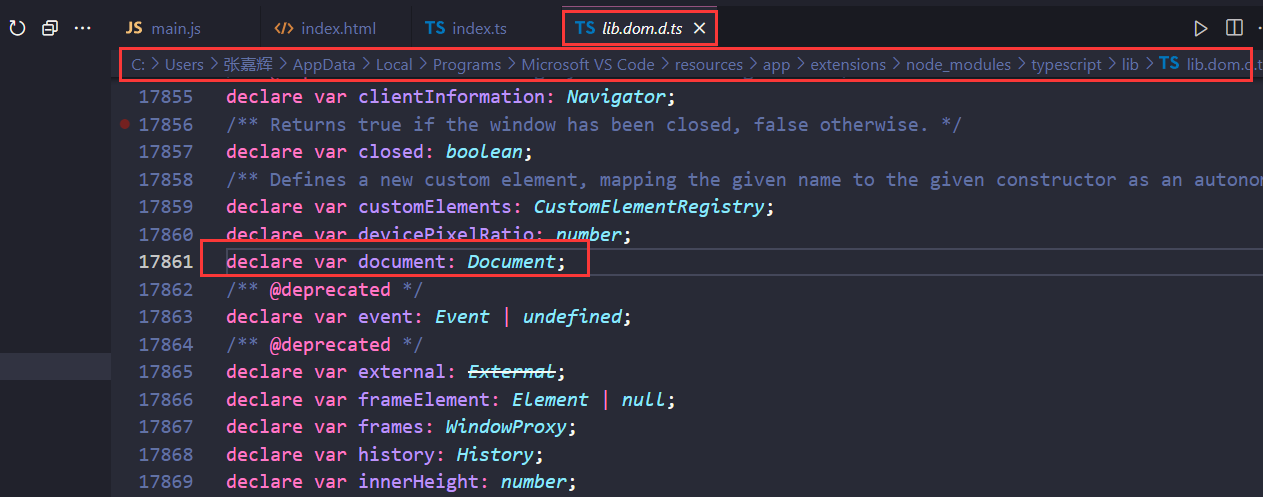 JS main.js <> index.html TS index.ts TS lib.dom.d.ts ×
C: > Users > 张嘉辉 > AppData > Local > Programs > Microsoft VS Code > resources > app > extensions > node_modules > typescript > lib > TS lib.dom.d.t
17855 declare var clientInformation: Navigator;
17856 /** Returns true if the window has been closed, false otherwise. */
17857 declare var closed: boolean;
17858 /** Defines a new custom element, mapping the given name to the given constructor as an autono
17859 declare var customElements: CustomElementRegistry;
17860 declare var devicePixelRatio: number;
17861 declare var document: Document;
17862 /** @deprecated */
17863 declare var event: Event | undefined;
17864 /** @deprecated */
17865 declare var external: External;
17866 declare var frameElement: Element | null;
17867 declare var frames: WindowProxy;
17868 declare var history: History;
17869 declare var innerHeight: number;